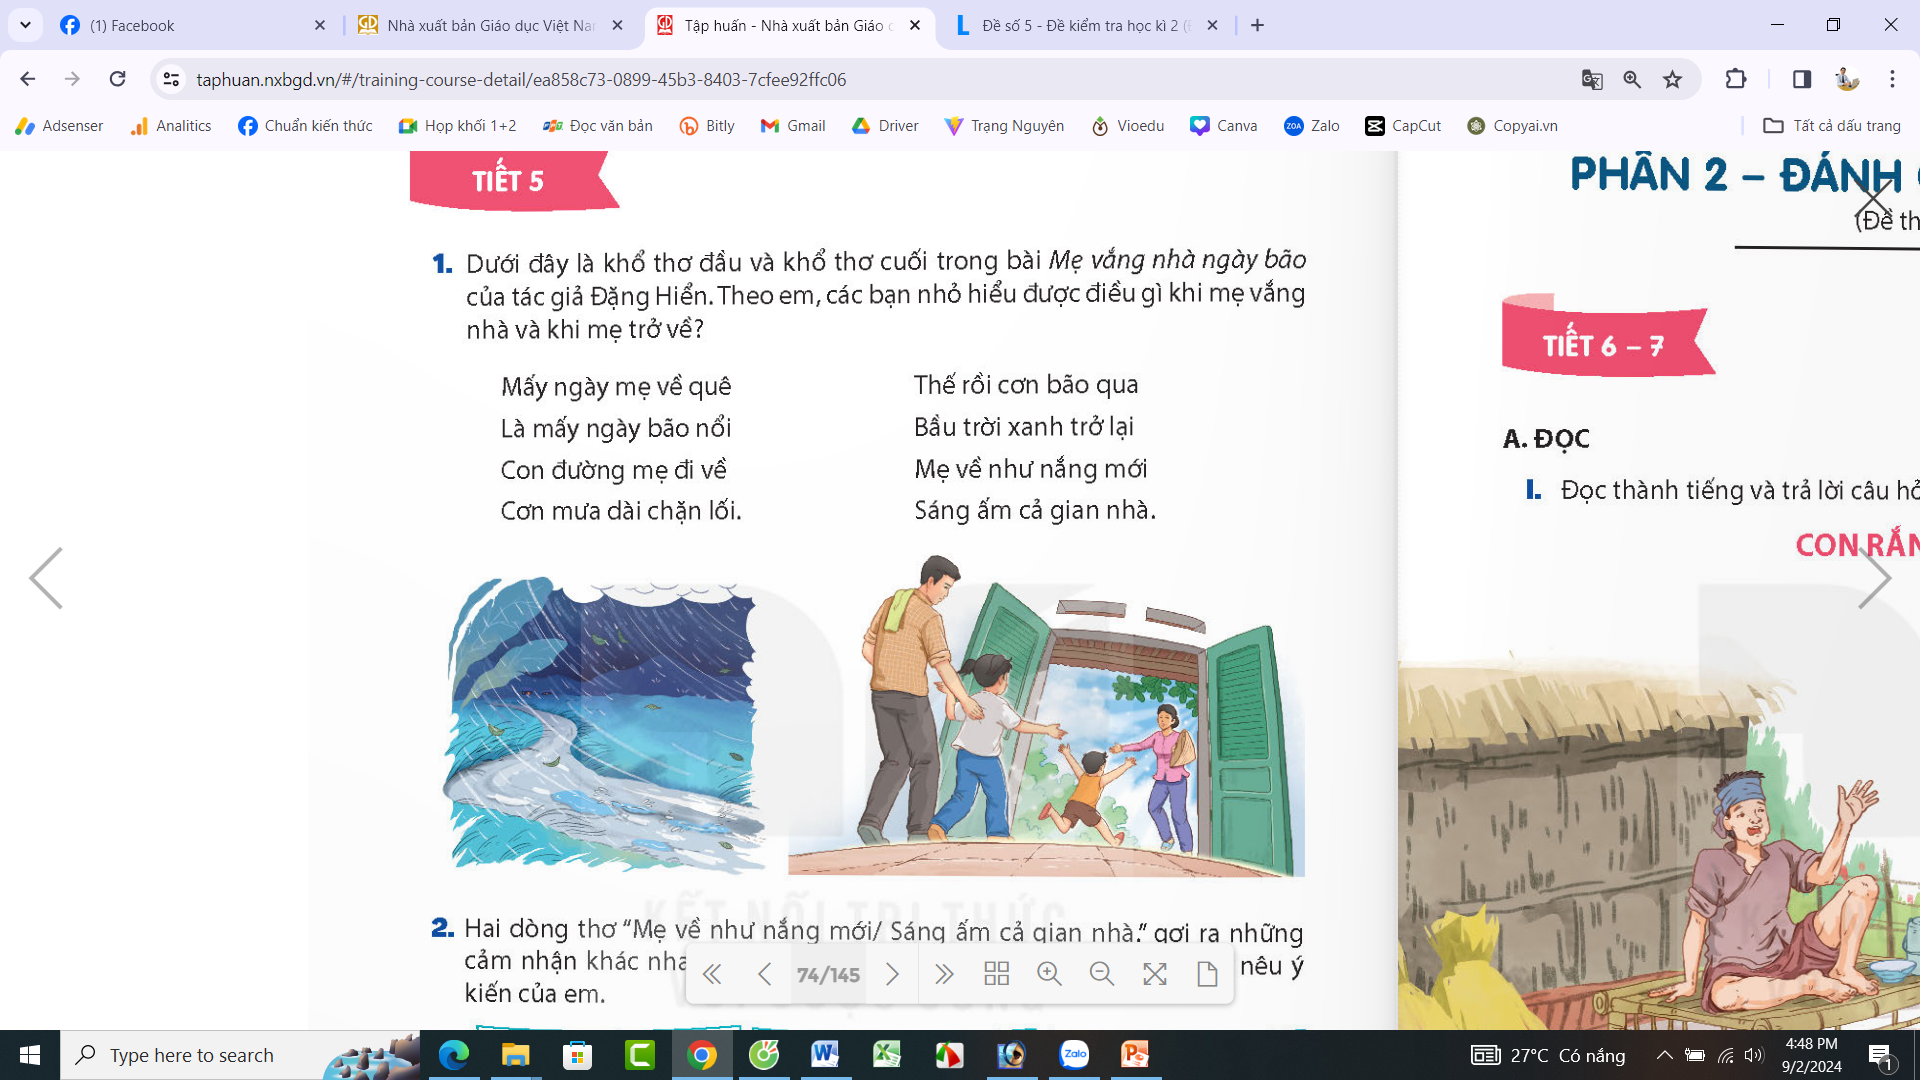 (1) Facebook
Nhà xuất bản Giáo dục Việt Na
Tập huấn - Nhà xuất bản Giáo
Đề số 5 - Đề kiểm tra học kì 2
taphuan.nxbgd.vn/#/training-course-detail/ea858c73-0899-45b3-8403-7cfee92ffc06
Adsenser Analitics Chuẩn kiến thức Họp khối 1+2 Đọc văn bản Bitly Gmail Driver Trạng Nguyên Vioedu Canva Zalo CapCut Copyai.vn Tất cả dấu trang
TIẾT 5
1. Dưới đây là khổ thơ đầu và khổ thơ cuối trong bài Mẹ vắng nhà ngày bão
của tác giả Đặng Hiển. Theo em, các bạn nhỏ hiểu được điều gì khi mẹ vắng
nhà và khi mẹ trở về?
Mấy ngày mẹ về quê
Là mấy ngày bão nổi
Con đường mẹ đi về
Cơn mưa dài chặn lối.
Thế rồi cơn bão qua
Bầu trời xanh trở lại
Mẹ về như nắng mới
Sáng ấm cả gian nhà.
2. Hai dòng thơ “Mẹ về như nắng mới/ Sáng ấm cả gian nhà.” gợi ra những
cảm nhận khác nha
nêu ý
kiến của em.
KẾT NỐI TRI THỨC
74/145
PHẦN 2 – ĐÁNH
(Đề th
TIẾT 6 – 7
A. ĐỌC
I. Đọc thành tiếng và trả lời câu hỏ
CON RẮN
Type here to search
Zalo
27°C Có nắng
4:48 PM
9/2/2024
1